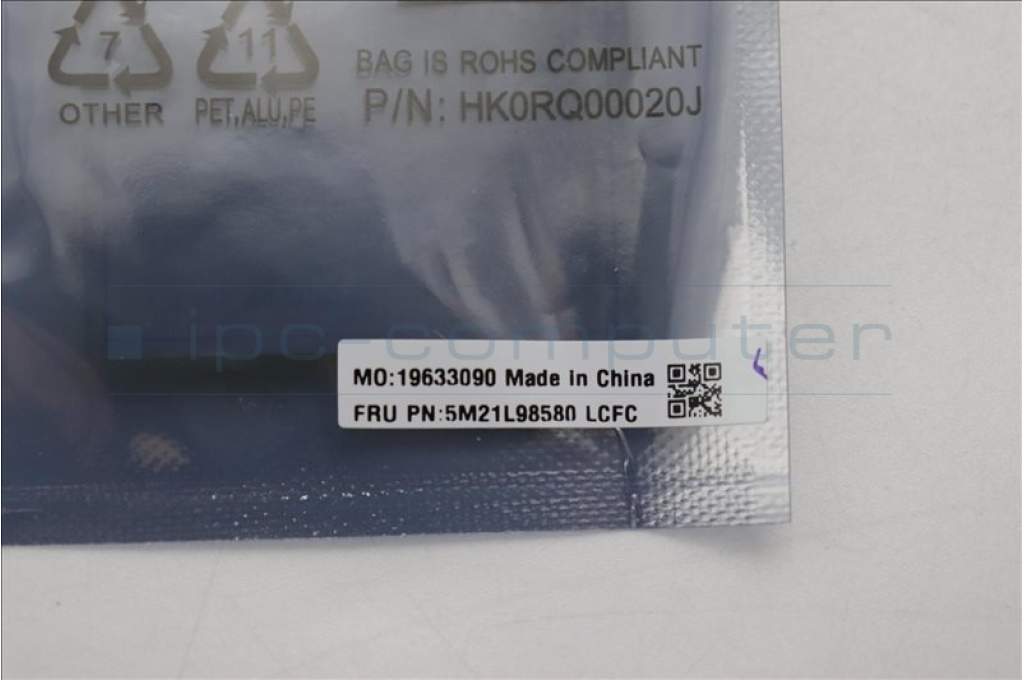 7
11
OTHER
PET,ALU,PE
BAG IS ROHS COMPLIANT
P/N: HK0RQ00020J
ipc-computer
MO:19633090 Made in China
FRU PN:5M21L98580 LCFC